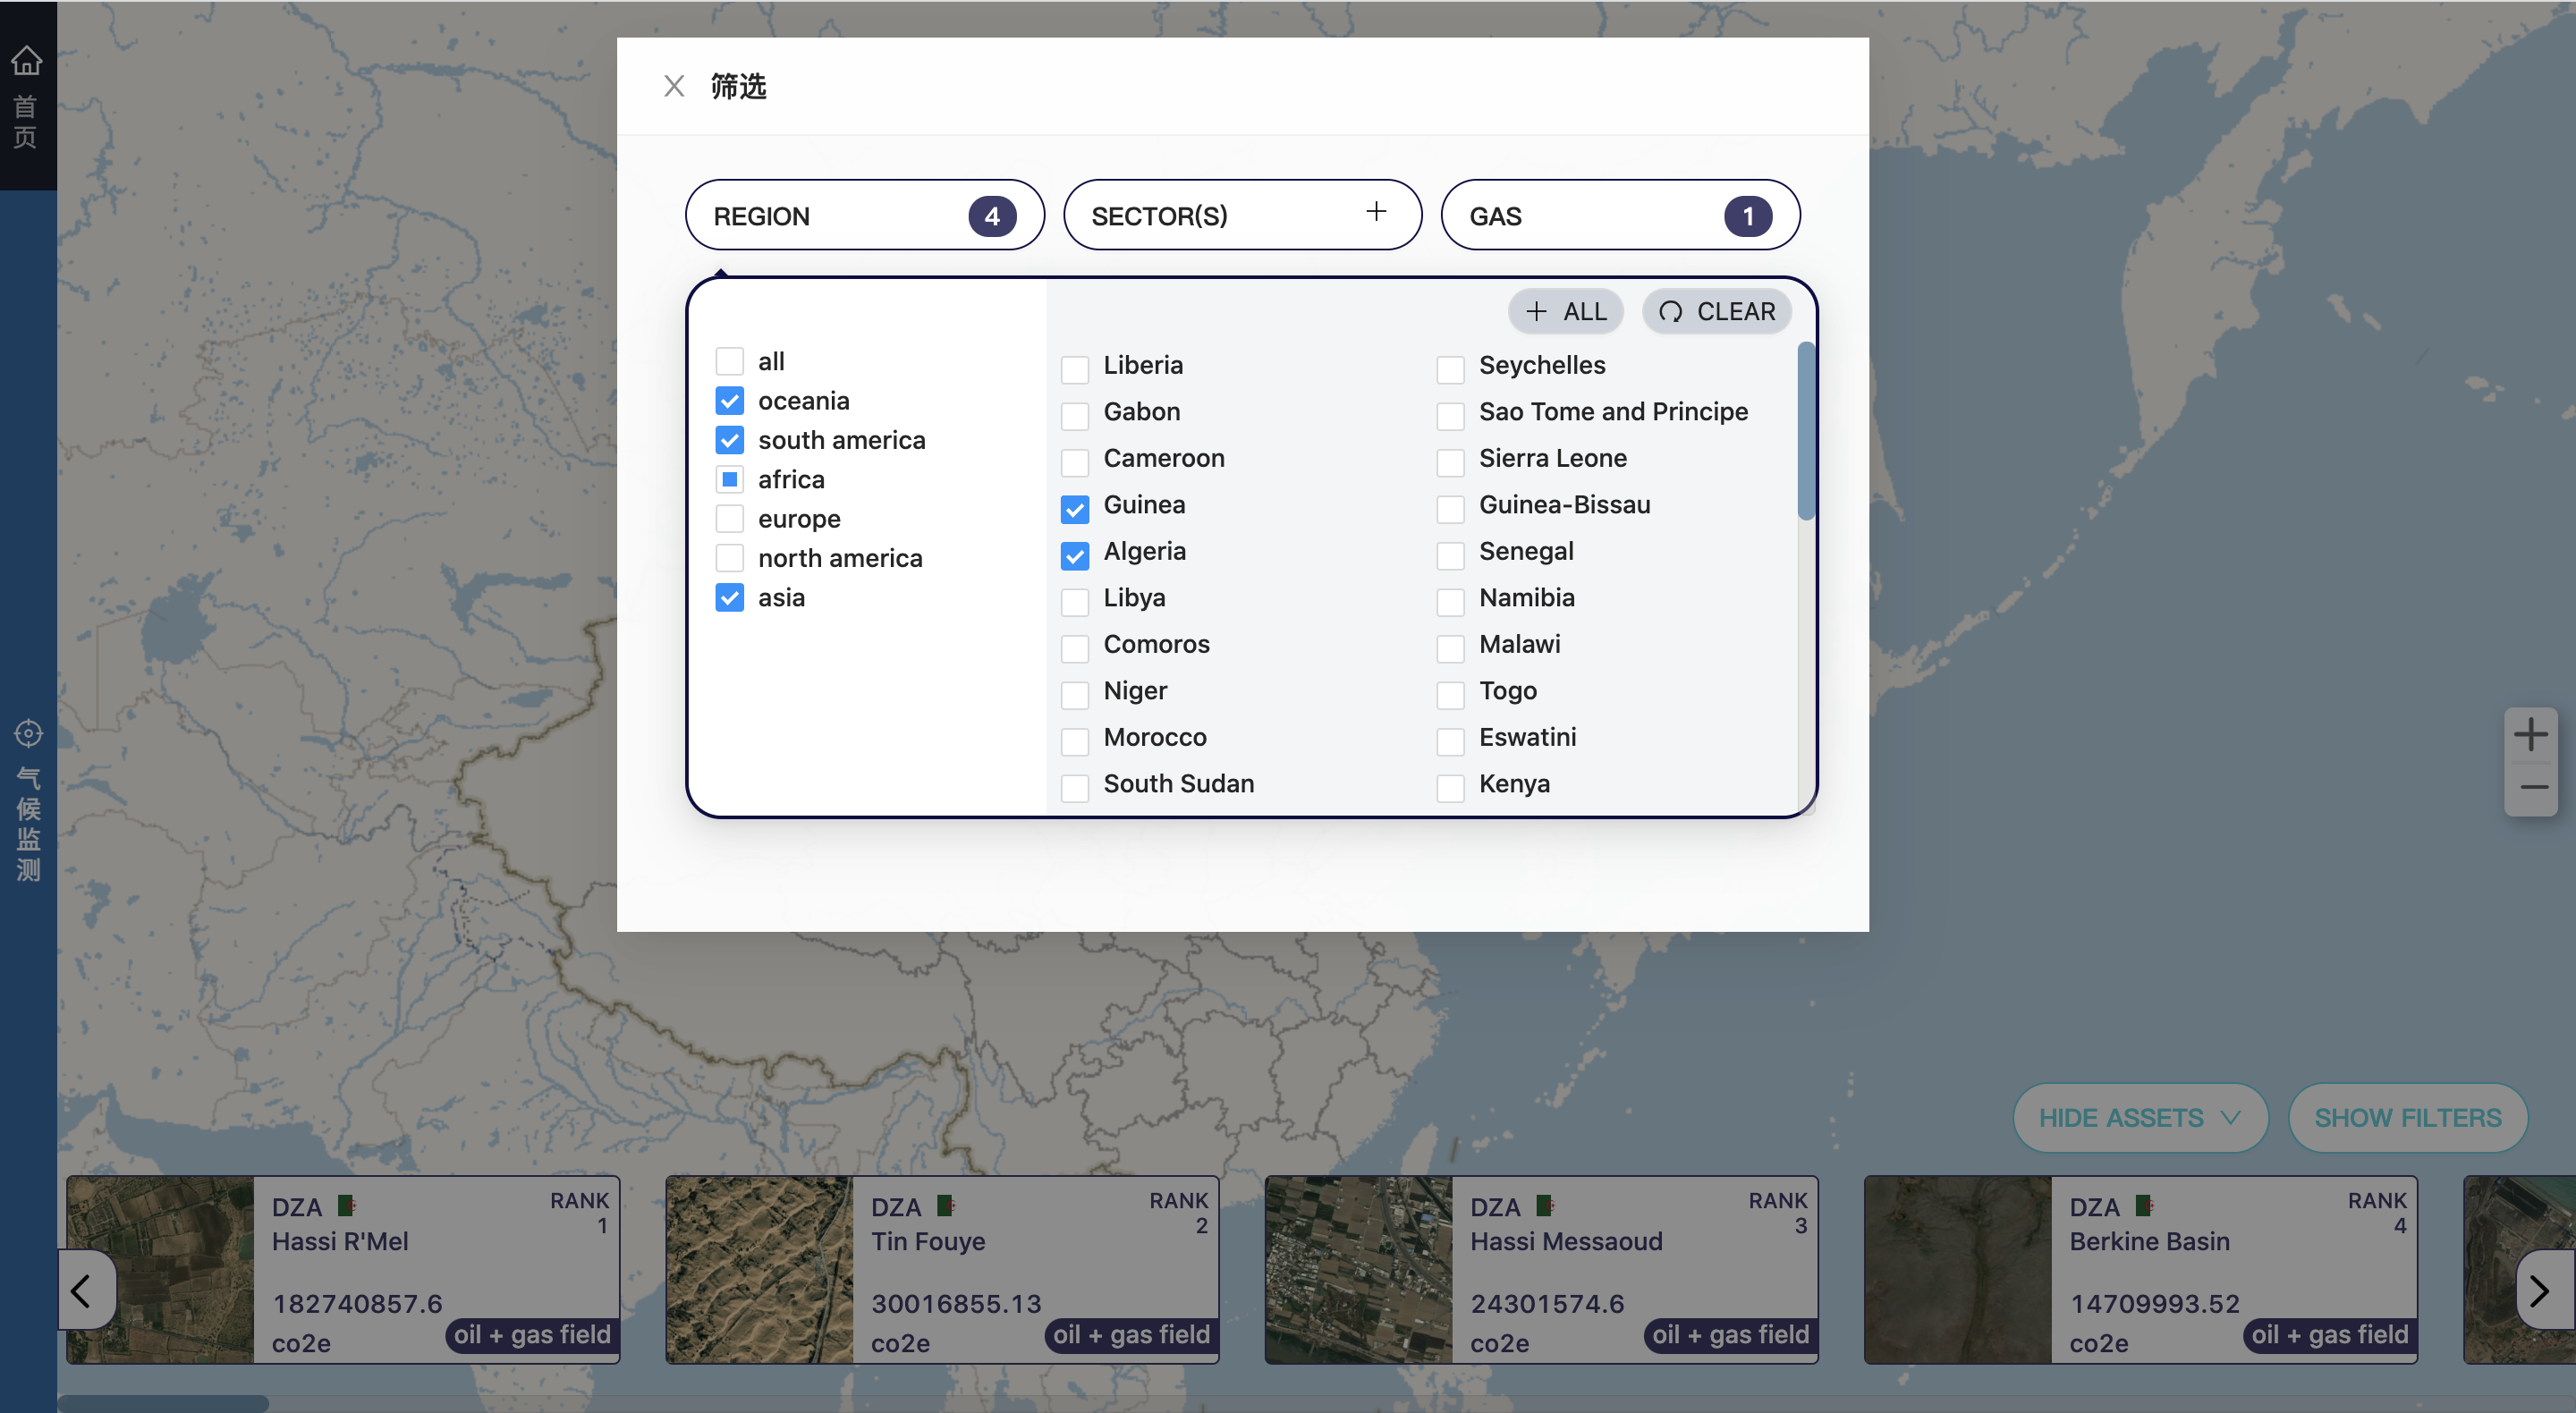 首页
气候监测
筛选
REGION 4
SECTOR(S)
GAS 1
ALL
CLEAR
all
oceania
south america
africa
europe
north america
asia
Liberia
Gabon
Cameroon
Guinea
Algeria
Libya
Comoros
Niger
Morocco
South Sudan
Seychelles
Sao Tome and Principe
Sierra Leone
Guinea-Bissau
Senegal
Namibia
Malawi
Togo
Eswatini
Kenya
HIDE ASSETS
SHOW FILTERS
DZA
RANK
1
Hassi R'Mel
182740857.6
co2e
oil + gas field
DZA
RANK
2
Tin Fouye
30016855.13
co2e
oil + gas field
DZA
RANK
3
Hassi Messaoud
24301574.6
co2e
oil + gas field
DZA
RANK
4
Berkine Basin
14709993.52
co2e
oil + gas field